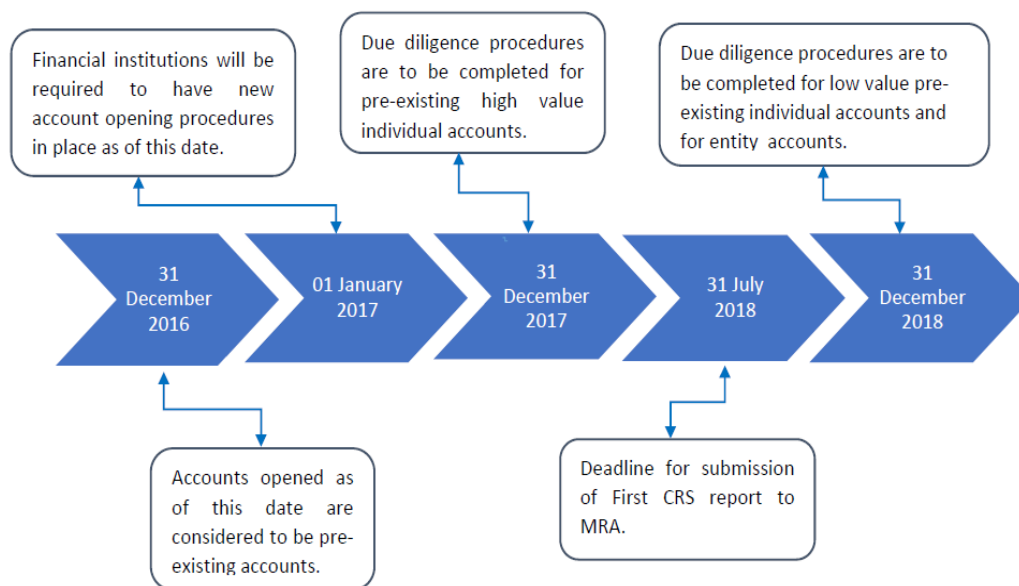 Financial institutions will be
required to have new
account opening procedures
in place as of this date.
Due diligence procedures
are to be completed for
pre-existing high value
individual accounts.
Due diligence procedures are to
be completed for low value pre-
existing individual accounts and
for entity accounts.
31
December
2016
01 January
2017
31
December
2017
31 July
2018
31
December
2018
Accounts opened as
of this date are
considered to be pre-
existing accounts.
Deadline for submission
of First CRS report to
MRA.